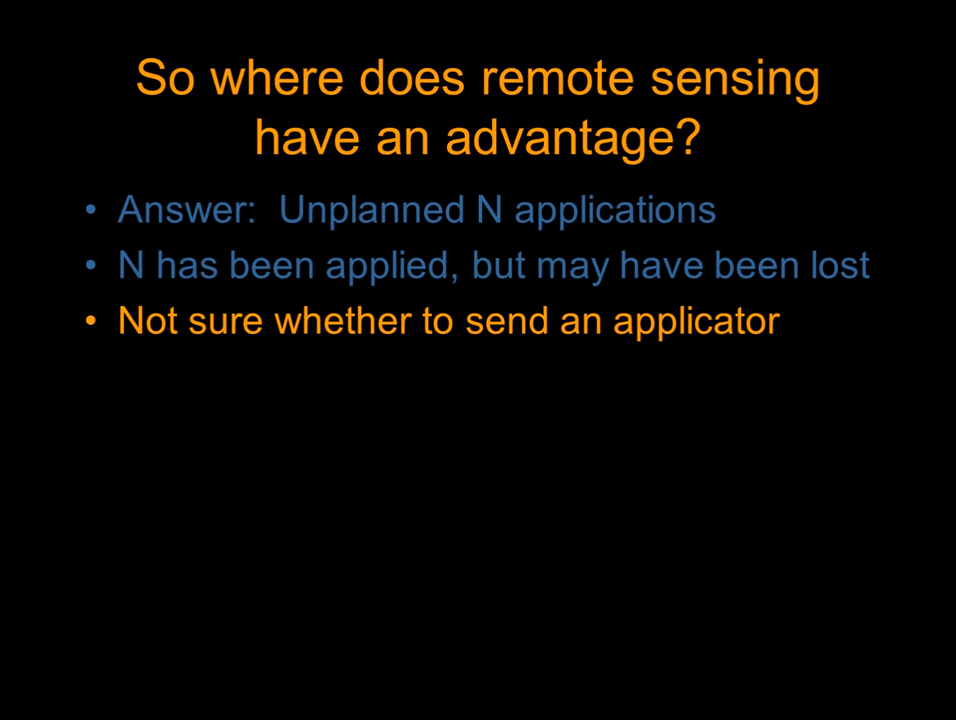 So where does remote sensing
have an advantage?
• Answer:  Unplanned N applications
• N has been applied, but may have been lost
• Not sure whether to send an applicator